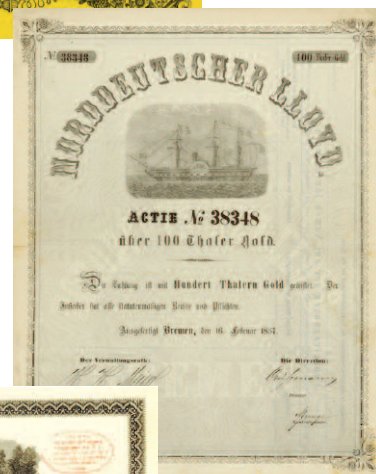 № 38348 100 Thaler Gold
NORDDEUTSCHER LLOYD.
ACTIE № 38348
über 100 Thaler Gold.
Die Zahlung ist mit Hundert Thalern Gold geleistet. Der
Inhaber hat alle statutenmäßigen Rechte und Pflichten.
Ausgefertigt Bremen, den 16. Februar 1857.
Der Verwaltungsrath: Die Direction: